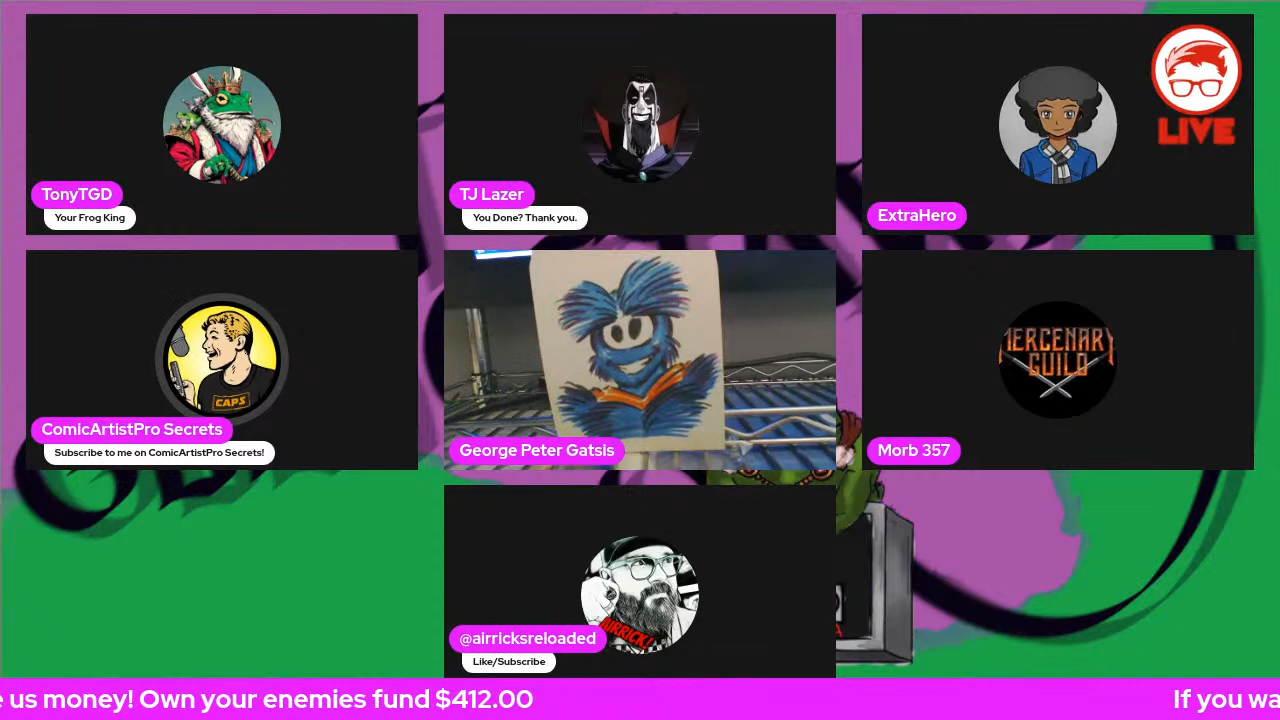 LIVE
TonyTGD
Your Frog King
TJ Lazer
You Done? Thank you.
ExtraHero
CAPS
ComicArtistPro Secrets
Subscribe to me on ComicArtistPro Secrets!
George Peter Gatsis
MERCENARY
GUILD
Morb 357
AIRRICK!
@airricksreloaded
Like/Subscribe
us money! Own your enemies fund $412.00
If you